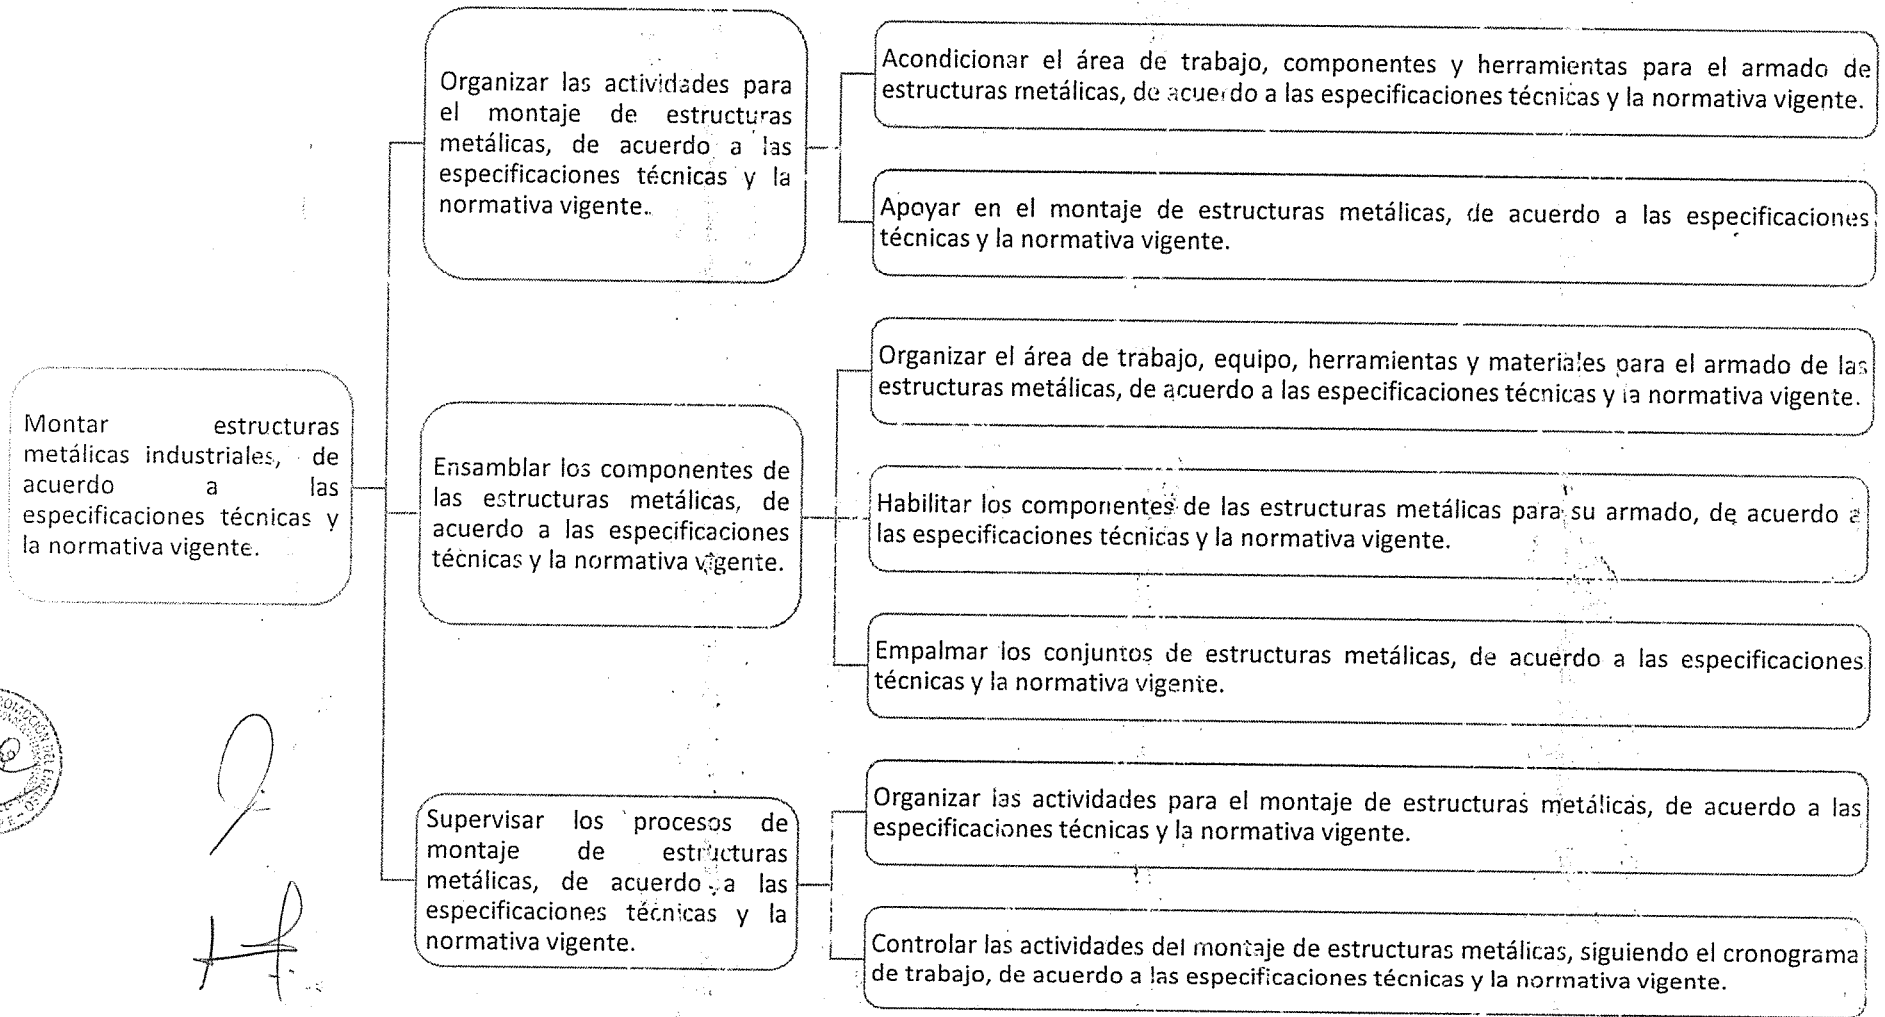 Montar estructuras
metálicas industriales, de
acuerdo a las
especificaciones técnicas y
la normativa vigente.
Organizar las actividades para
el montaje de estructuras
metálicas, de acuerdo a las
especificaciones técnicas y la
normativa vigente.
Acondicionar el área de trabajo, componentes y herramientas para el armado de
estructuras metálicas, de acuerdo a las especificaciones técnicas y la normativa vigente.
Apoyar en el montaje de estructuras metálicas, de acuerdo a las especificaciones
técnicas y la normativa vigente.
Ensamblar los componentes de
las estructuras metálicas, de
acuerdo a las especificaciones
técnicas y la normativa vigente.
Organizar el área de trabajo, equipo, herramientas y materiales para el armado de las
estructuras metálicas, de acuerdo a las especificaciones técnicas y la normativa vigente.
Habilitar los componentes de las estructuras metálicas para su armado, de acuerdo a
las especificaciones técnicas y la normativa vigente.
Empalmar los conjuntos de estructuras metálicas, de acuerdo a las especificaciones
técnicas y la normativa vigente.
Supervisar los procesos de
montaje de estructuras
metálicas, de acuerdo a las
especificaciones técnicas y la
normativa vigente.
Organizar las actividades para el montaje de estructuras metálicas, de acuerdo a las
especificaciones técnicas y la normativa vigente.
Controlar las actividades del montaje de estructuras metálicas, siguiendo el cronograma
de trabajo, de acuerdo a las especificaciones técnicas y la normativa vigente.
DEL EMPLEO